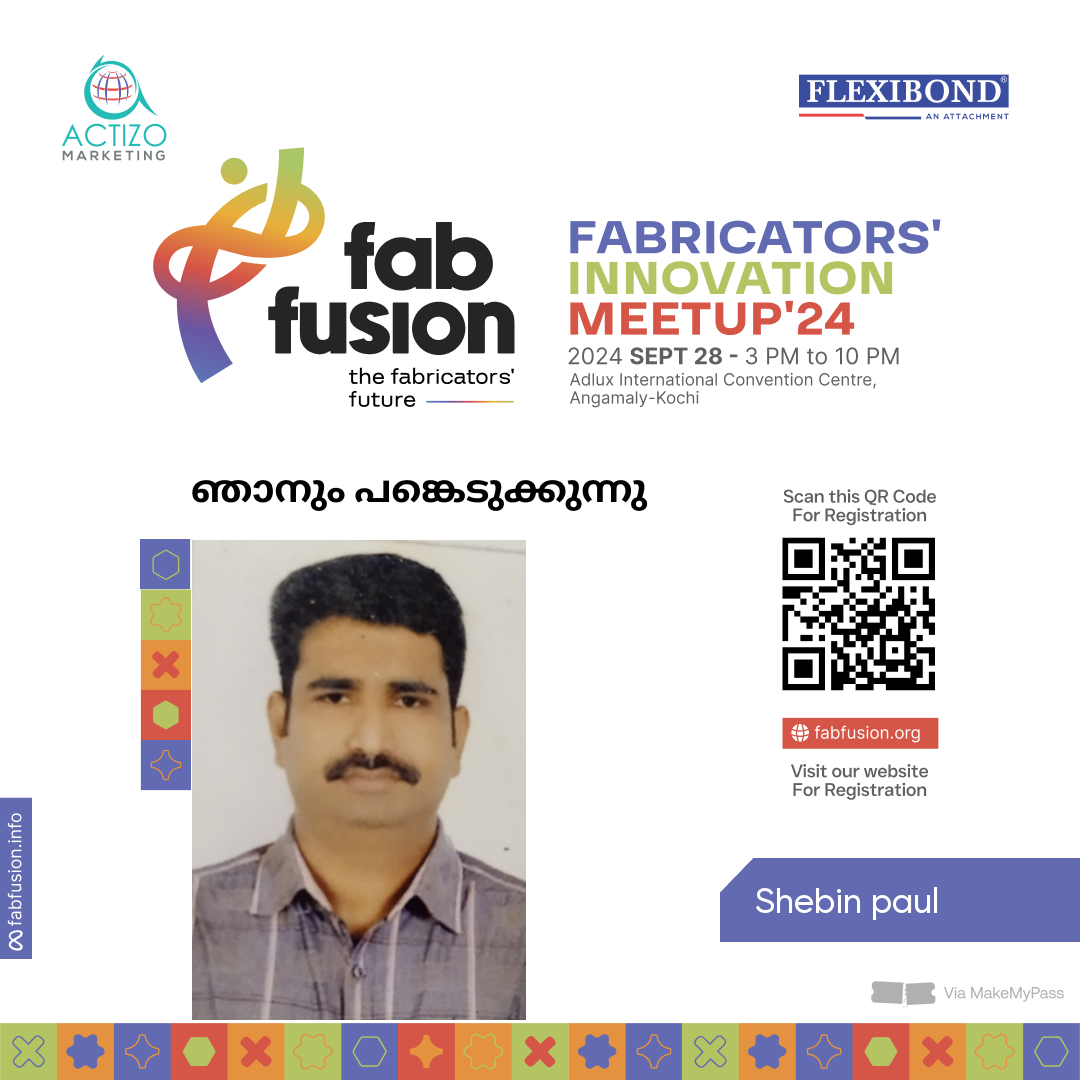 ACTIZO
MARKETING
FLEXIBOND®
AN ATTACHMENT
fab
fusion
the fabricators'
future
FABRICATORS'
INNOVATION
MEETUP'24
2024 SEPT 28 - 3 PM to 10 PM
Adlux International Convention Centre,
Angamaly-Kochi
ഞാനും പങ്കെടുക്കുന്നു
Scan this QR Code
For Registration
fabfusion.org
Visit our website
For Registration
fabfusion.info
Shebin paul
Via MakeMyPass